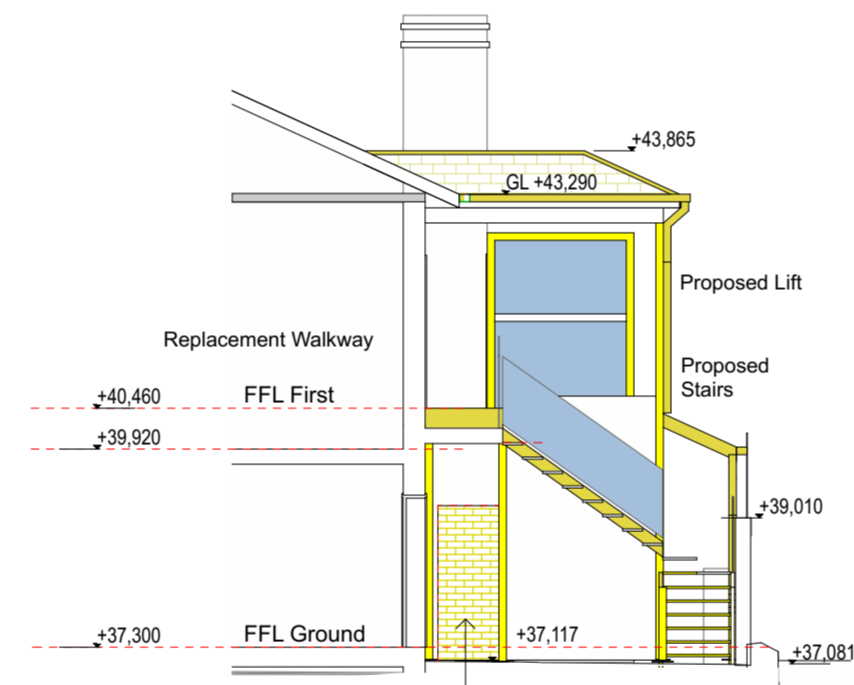 +43,865
GL +43,290
Proposed Lift
Replacement Walkway
Proposed
Stairs
+40,460
FFL First
+39,920
+39,010
+37,300
FFL Ground
+37,117
+37,081